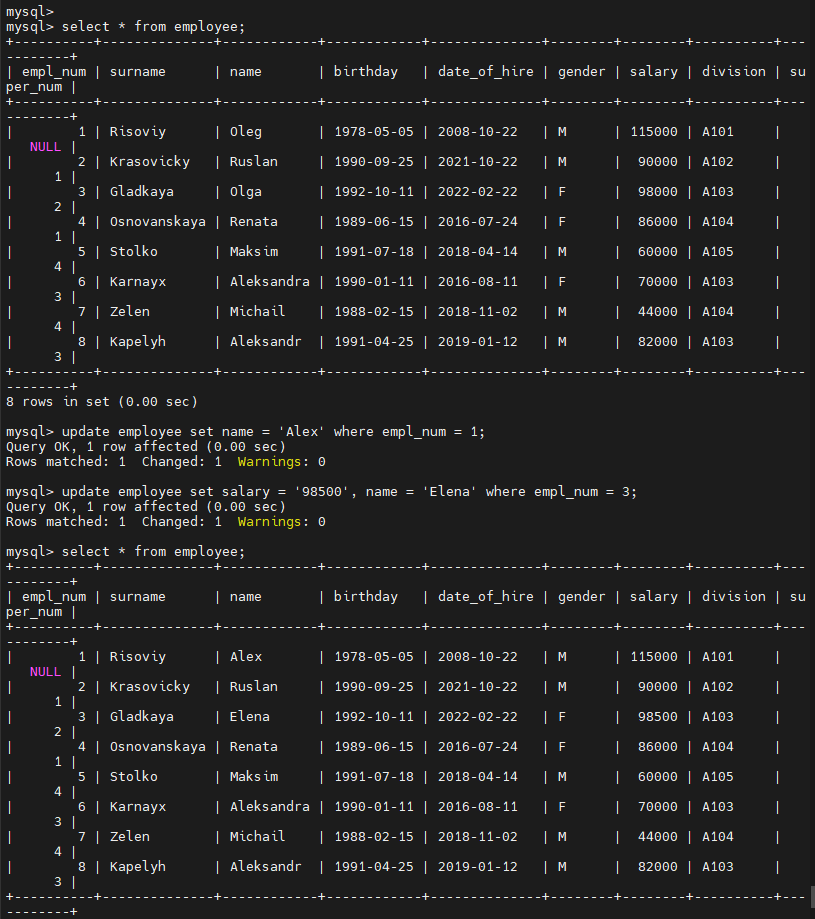 mysql>
mysql> select * from employee;
+----------+--------------+------------+------------+--------------+--------+--------+----------+---
--------+
| empl_num | surname      | name       | birthday   | date_of_hire | gender | salary | division | su
per_num |
+----------+--------------+------------+------------+--------------+--------+--------+----------+---
--------+
|        1 | Risoviy      | Oleg       | 1978-05-05 | 2008-10-22   | M      | 115000 | A101     |
   NULL |
|        2 | Krasovicky   | Ruslan     | 1990-09-25 | 2021-10-22   | M      |  90000 | A102     |
      1 |
|        3 | Gladkaya     | Olga       | 1992-10-11 | 2022-02-22   | F      |  98000 | A103     |
      2 |
|        4 | Osnovanskaya | Renata     | 1989-06-15 | 2016-07-24   | F      |  86000 | A104     |
      1 |
|        5 | Stolko       | Maksim     | 1991-07-18 | 2018-04-14   | M      |  60000 | A105     |
      4 |
|        6 | Karnayx      | Aleksandra | 1990-01-11 | 2016-08-11   | F      |  70000 | A103     |
      3 |
|        7 | Zelen        | Michail    | 1988-02-15 | 2018-11-02   | M      |  44000 | A104     |
      4 |
|        8 | Kapelyh      | Aleksandr  | 1991-04-25 | 2019-01-12   | M      |  82000 | A103     |
      3 |
+----------+--------------+------------+------------+--------------+--------+--------+----------+---
--------+
8 rows in set (0.00 sec)
mysql> update employee set name = 'Alex' where empl_num = 1;
Query OK, 1 row affected (0.00 sec)
Rows matched: 1  Changed: 1  Warnings: 0
mysql> update employee set salary = '98500', name = 'Elena' where empl_num = 3;
Query OK, 1 row affected (0.00 sec)
Rows matched: 1  Changed: 1  Warnings: 0
mysql> select * from employee;
+----------+--------------+------------+------------+--------------+--------+--------+----------+---
--------+
| empl_num | surname      | name       | birthday   | date_of_hire | gender | salary | division | su
per_num |
+----------+--------------+------------+------------+--------------+--------+--------+----------+---
--------+
|        1 | Risoviy      | Alex       | 1978-05-05 | 2008-10-22   | M      | 115000 | A101     |
   NULL |
|        2 | Krasovicky   | Ruslan     | 1990-09-25 | 2021-10-22   | M      |  90000 | A102     |
      1 |
|        3 | Gladkaya     | Elena      | 1992-10-11 | 2022-02-22   | F      |  98500 | A103     |
      2 |
|        4 | Osnovanskaya | Renata     | 1989-06-15 | 2016-07-24   | F      |  86000 | A104     |
      1 |
|        5 | Stolko       | Maksim     | 1991-07-18 | 2018-04-14   | M      |  60000 | A105     |
      4 |
|        6 | Karnayx      | Aleksandra | 1990-01-11 | 2016-08-11   | F      |  70000 | A103     |
      3 |
|        7 | Zelen        | Michail    | 1988-02-15 | 2018-11-02   | M      |  44000 | A104     |
      4 |
|        8 | Kapelyh      | Aleksandr  | 1991-04-25 | 2019-01-12   | M      |  82000 | A103     |
      3 |
+----------+--------------+------------+------------+--------------+--------+--------+----------+---
--------+